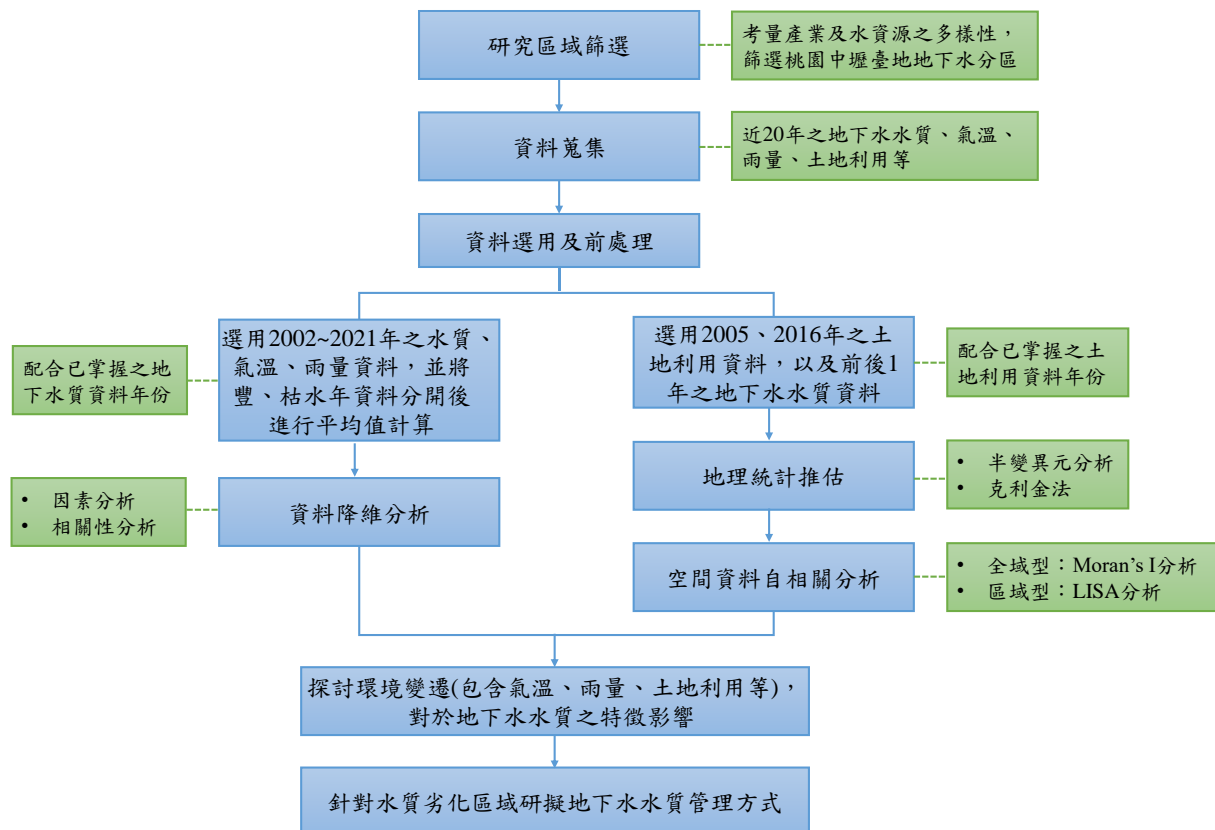 研究區域篩選
考量產業及水資源之多樣性，
篩選桃園中壢臺地地下水分區
資料蒐集
近20年之地下水水質、氣溫、
雨量、土地利用等
資料選用及前處理
配合已掌握之地
下水質資料年份
選用2002~2021年之水質、
氣溫、雨量資料，並將
豐、枯水年資料分開後
進行平均值計算
選用2005、2016年之土
地利用資料，以及前後1
年之地下水水質資料
配合已掌握之土
地利用資料年份
• 因素分析
• 相關性分析
資料降維分析
地理統計推估
• 半變異元分析
• 克利金法
空間資料自相關分析
• 全域型：Moran’s I分析
• 區域型：LISA分析
探討環境變遷(包含氣溫、雨量、土地利用等)，
對於地下水水質之特徵影響
針對水質劣化區域研擬地下水水質管理方式